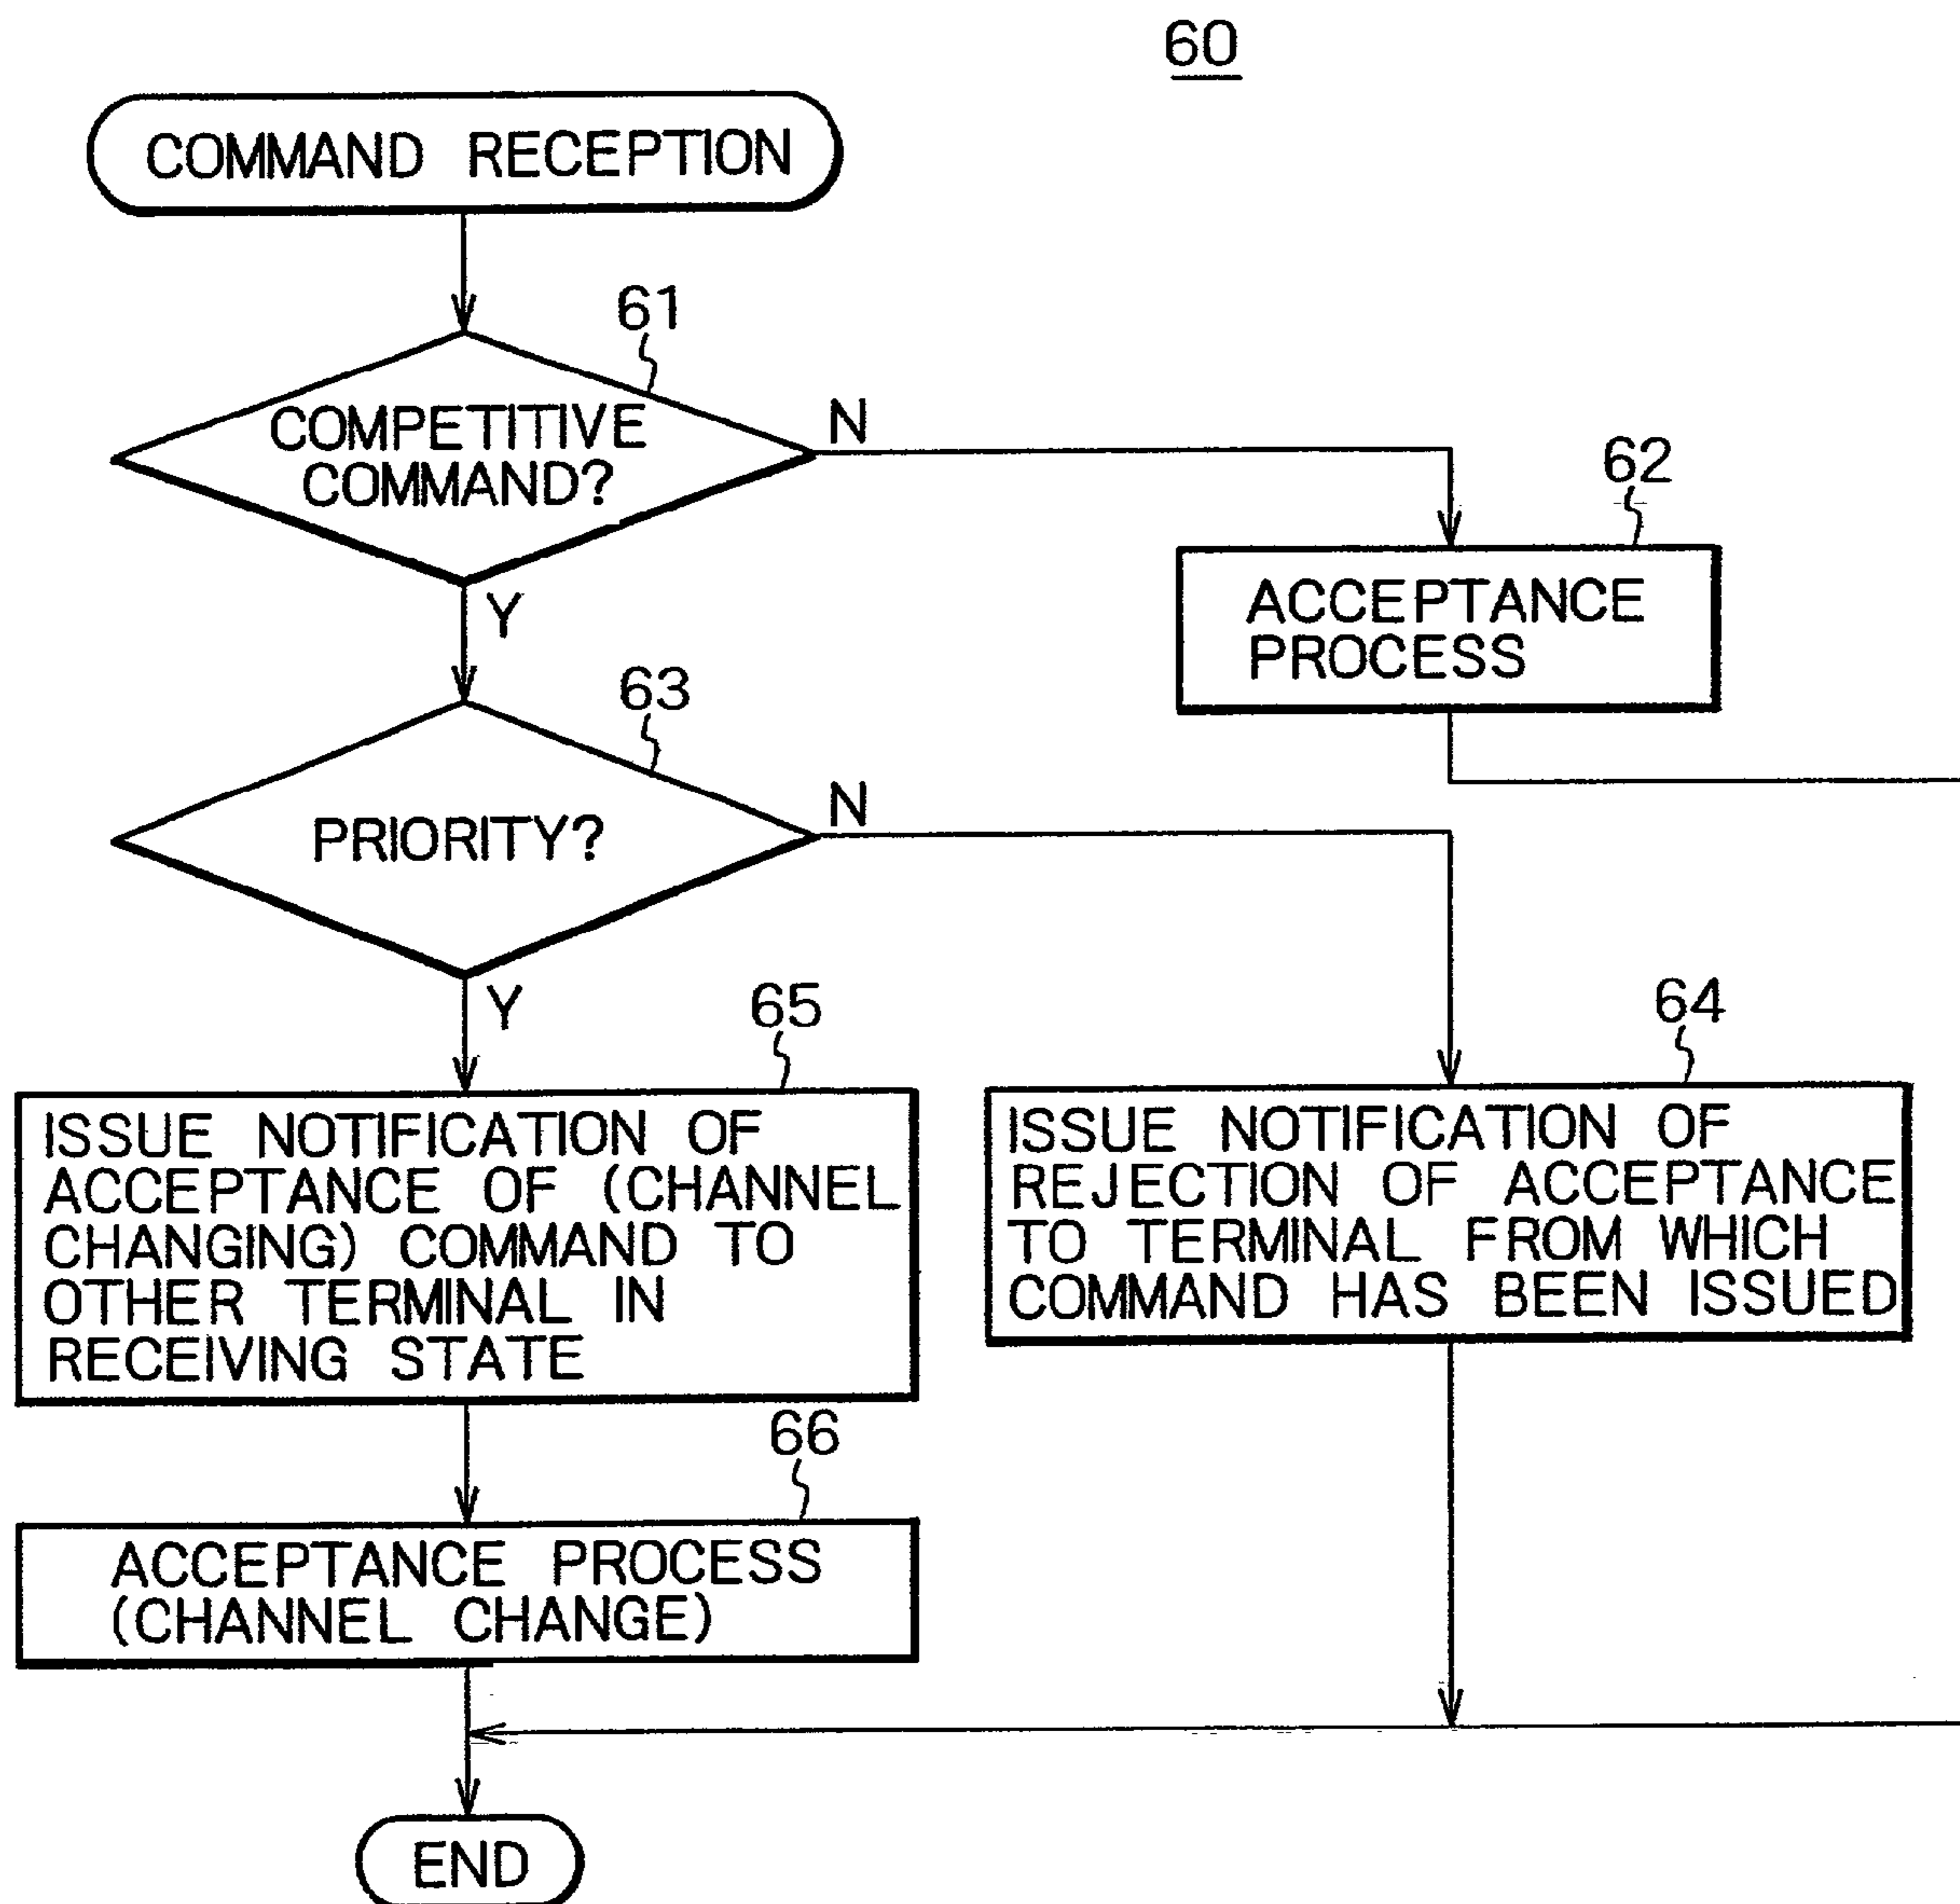 60
COMMAND RECEPTION
61
COMPETITIVE
COMMAND?
N
Y
62
ACCEPTANCE
PROCESS
63
PRIORITY?
N
Y
65
ISSUE NOTIFICATION OF
ACCEPTANCE OF (CHANNEL
CHANGING) COMMAND TO
OTHER TERMINAL IN
RECEIVING STATE
64
ISSUE NOTIFICATION OF
REJECTION OF ACCEPTANCE
TO TERMINAL FROM WHICH
COMMAND HAS BEEN ISSUED
66
ACCEPTANCE PROCESS
(CHANNEL CHANGE)
END